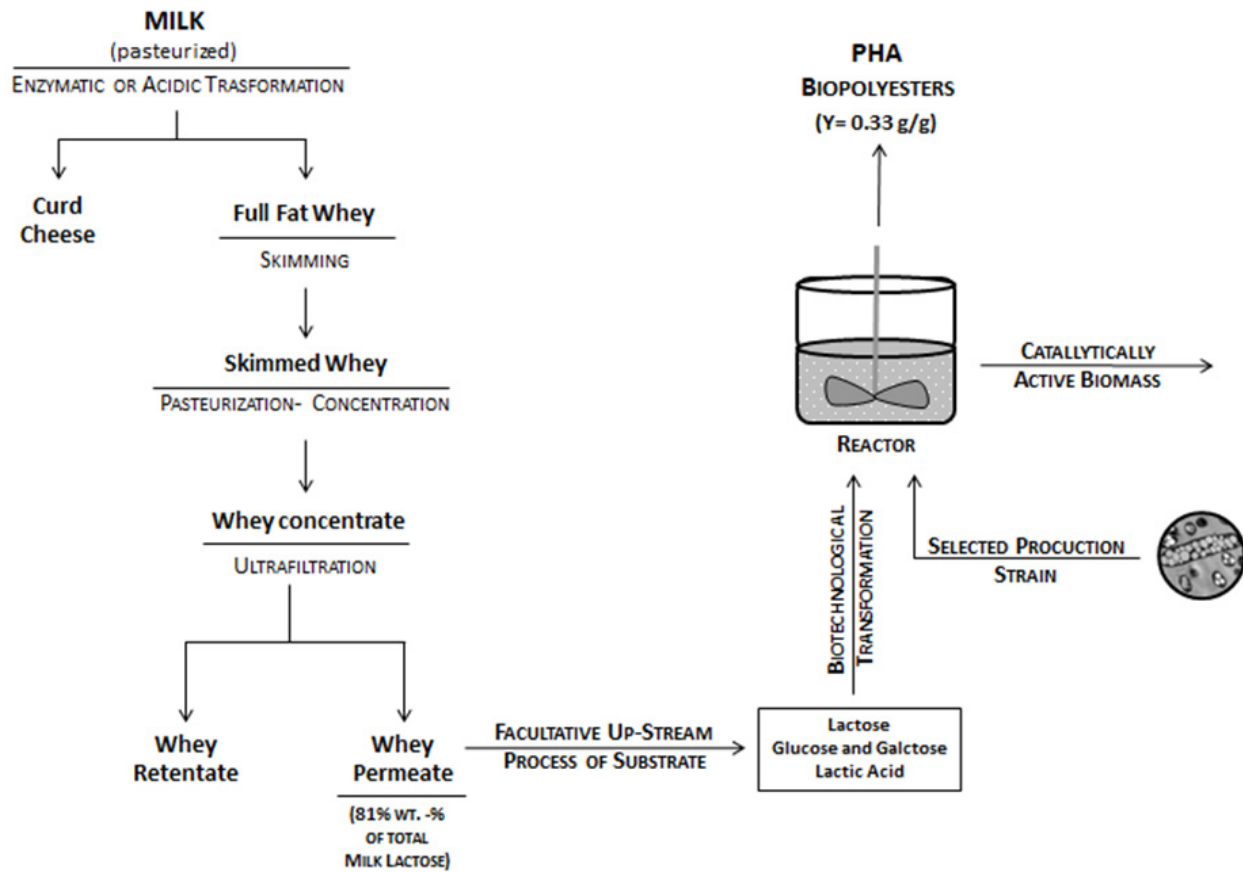 MILK
(pasteurized)
ENZYMATIC OR ACIDIC TRASFORMATION
Curd
Cheese
Full Fat Whey
SKIMMING
Skimmed Whey
PASTEURIZATION- CONCENTRATION
Whey concentrate
ULTRAFILTRATION
Whey
Retentate
Whey
Permeate
(81% WT. -%
OF TOTAL
MILK LACTOSE)
FACULTATIVE UP-STREAM
PROCESS OF SUBSTRATE
Lactose
Glucose and Galctose
Lactic Acid
BIOTECHNOLOGICAL
TRANSFORMATION
SELECTED PROCUCTION
STRAIN
REACTOR
CATALLYTICALLY
ACTIVE BIOMASS
PHA
BIOPOLYESTERS
(Y= 0.33 g/g)